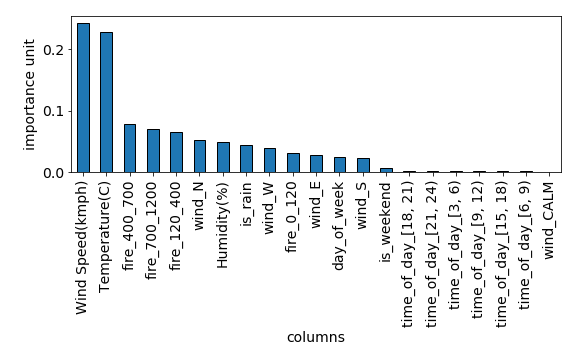 importance unit
0.2
0.1
0.0
Wind Speed(kmph)
Temperature(C)
fire_400_700
fire_700_1200
fire_120_400
wind_N
Humidity(%)
is_rain
wind_W
fire_0_120
wind_E
day_of_week
wind_S
is_weekend
time_of_day_[18, 21)
time_of_day_[21, 24)
time_of_day_[3, 6)
time_of_day_[9, 12)
time_of_day_[15, 18)
time_of_day_[6, 9)
wind_CALM
columns